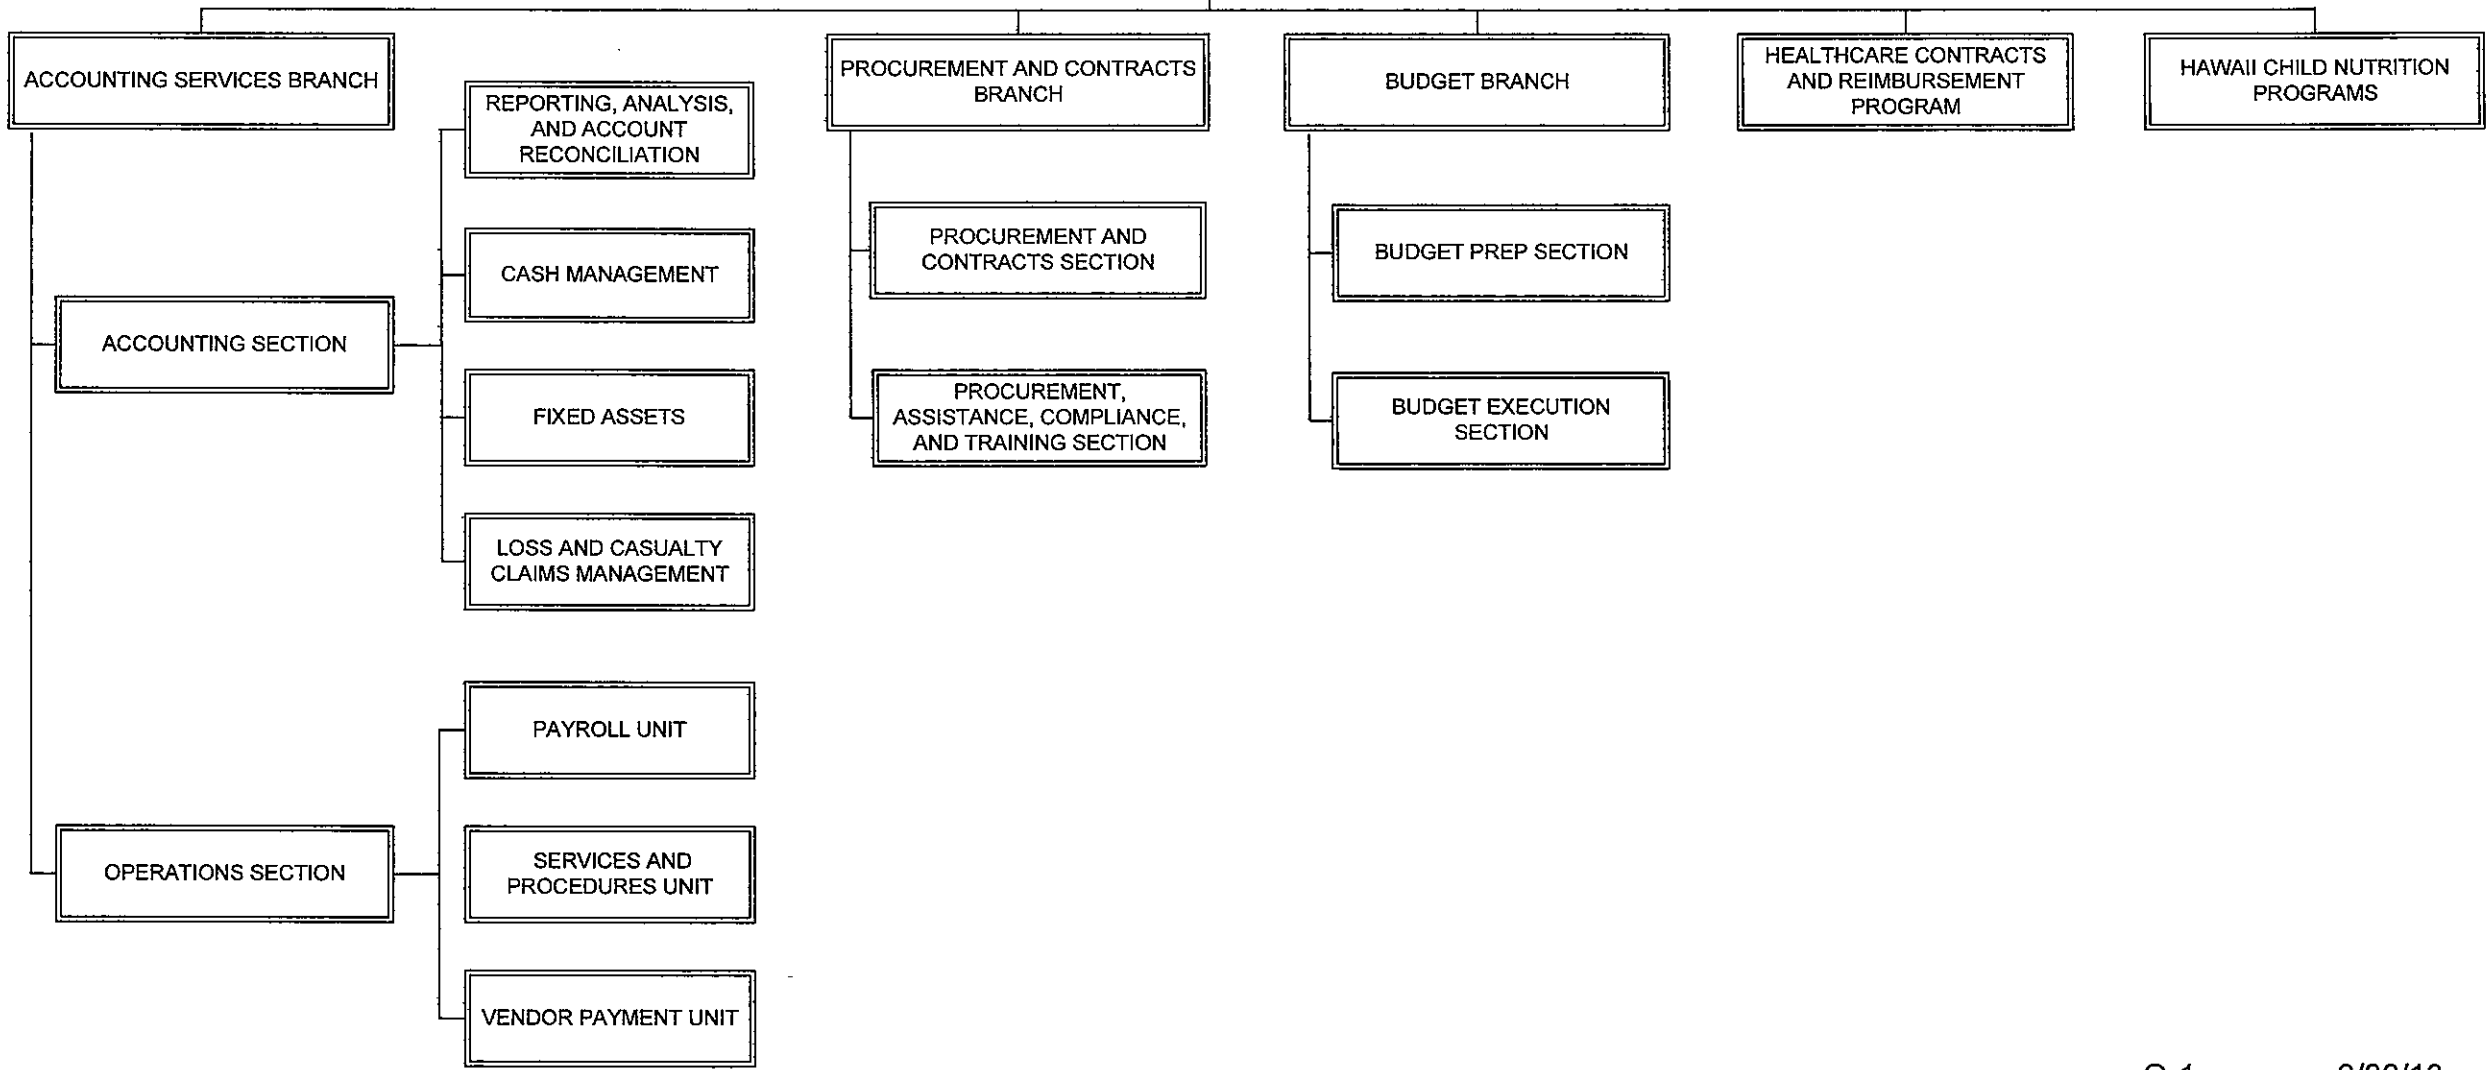 ACCOUNTING SERVICES BRANCH
REPORTING, ANALYSIS,
AND ACCOUNT
RECONCILIATION
CASH MANAGEMENT
ACCOUNTING SECTION
FIXED ASSETS
LOSS AND CASUALTY
CLAIMS MANAGEMENT
PAYROLL UNIT
OPERATIONS SECTION
SERVICES AND
PROCEDURES UNIT
VENDOR PAYMENT UNIT
PROCUREMENT AND CONTRACTS
BRANCH
PROCUREMENT AND
CONTRACTS SECTION
PROCUREMENT,
ASSISTANCE, COMPLIANCE,
AND TRAINING SECTION
BUDGET BRANCH
BUDGET PREP SECTION
BUDGET EXECUTION
SECTION
HEALTHCARE CONTRACTS
AND REIMBURSEMENT
PROGRAM
HAWAII CHILD NUTRITION
PROGRAMS